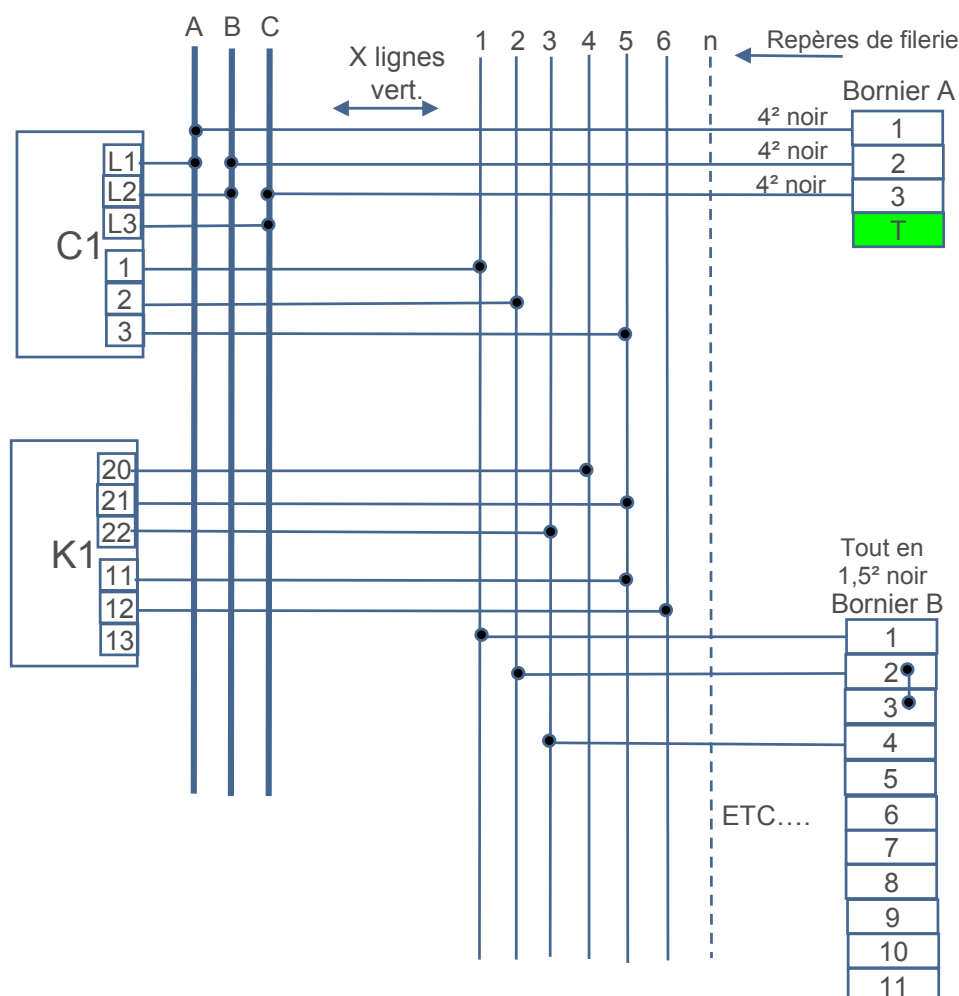 A B C
1 2 3 4 5 6 n
Repères de filerie
X lignes
vert.
Bornier A
4² noir
1
4² noir
2
4² noir
3
T
C1
L1
L2
L3
1
2
3
K1
20
21
22
11
12
13
Tout en
1,5² noir
Bornier B
1
2
3
4
5
6
7
8
9
10
11
ETC....